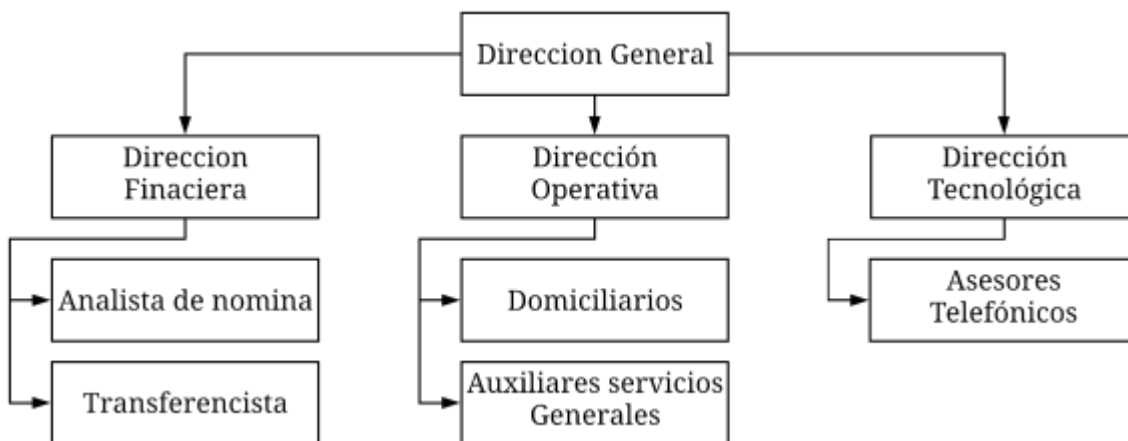 Direccion General
Direccion
Finaciera
Dirección
Operativa
Dirección
Tecnológica
Analista de nomina
Domiciliarios
Asesores
Telefónicos
Transferencista
Auxiliares servicios
Generales